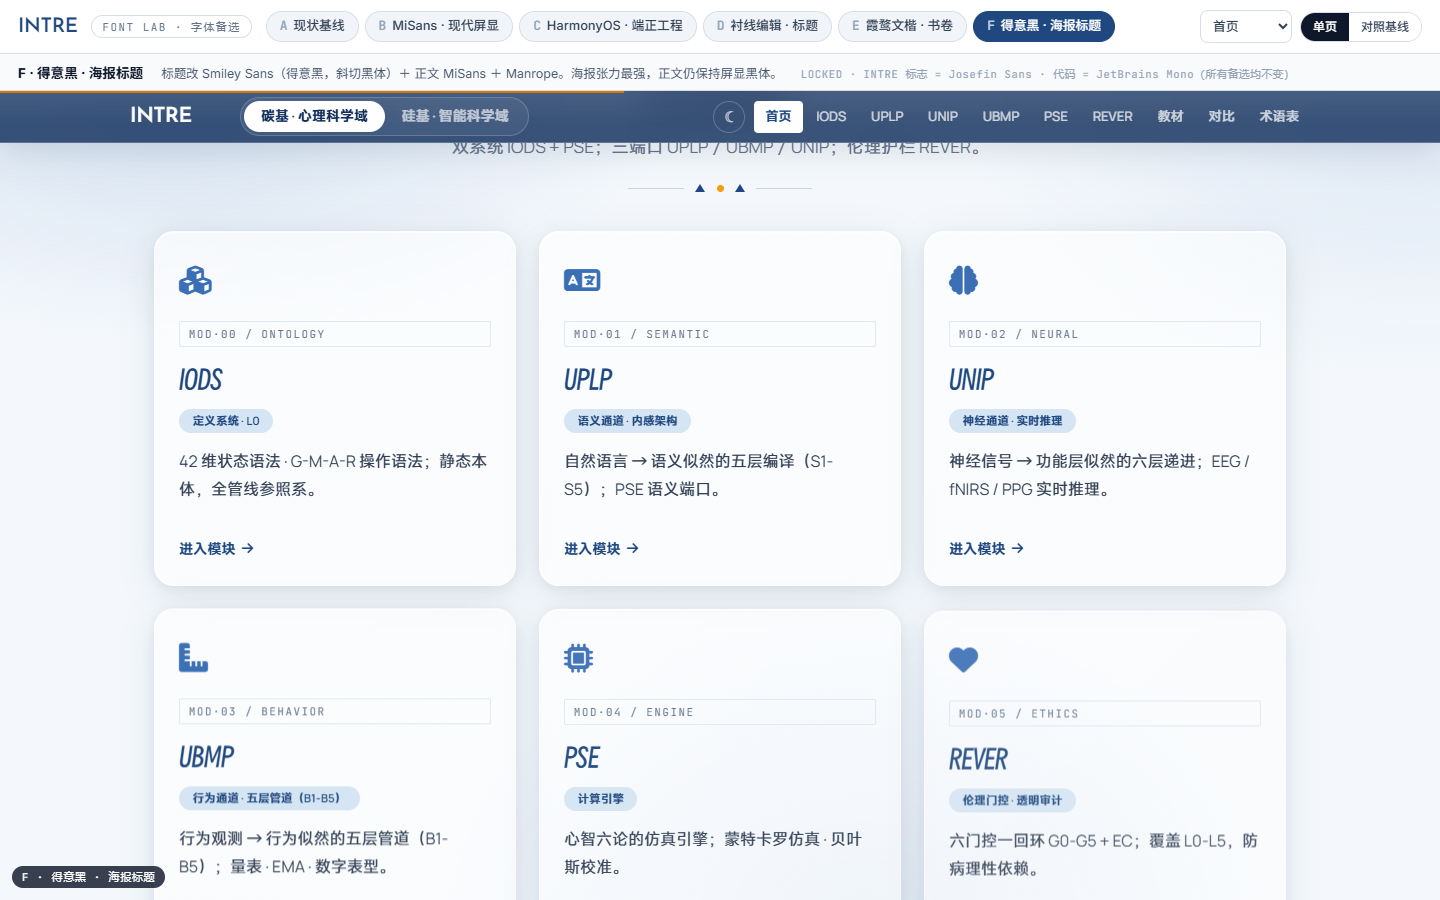 INTRE
FONT LAB · 字体备选
A 现状基线
B MiSans · 现代屏显
C HarmonyOS · 端正工程
D 衬线编辑 · 标题
E 霞鹜文楷 · 书卷
F 得意黑 · 海报标题
首页
单页
对照基线
F · 得意黑 · 海报标题
标题改 Smiley Sans（得意黑，斜切黑体）＋ 正文 MiSans ＋ Manrope。海报张力最强，正文仍保持屏显黑体。
LOCKED · INTRE 标志 = Josefin Sans · 代码 = JetBrains Mono (所有备选均不变)
INTRE
碳基 · 心理科学域
硅基 · 智能科学域
首页
IODS
UPLP
UNIP
UBMP
PSE
REVER
教材
对比
术语表
双系统 IODS + PSE；三端口 UPLP / UBMP / UNIP；伦理护栏 REVER。
MOD·00 / ONTOLOGY
IODS
定义系统 · L0
42 维状态语法 · G-M-A-R 操作语法；静态本
体，全管线参照系。
进入模块 →
MOD·01 / SEMANTIC
UPLP
语义通道 · 内感架构
自然语言 → 语义似然的五层编译（S1-
S5）；PSE 语义端口。
进入模块 →
MOD·02 / NEURAL
UNIP
神经通道 · 实时推理
神经信号 → 功能层似然的六层递进；EEG /
fNIRS / PPG 实时推理。
进入模块 →
MOD·03 / BEHAVIOR
UBMP
行为通道 · 五层管道（B1-B5）
行为观测 → 行为似然的五层管道（B1-
B5）；量表 · EMA · 数字表型。
MOD·04 / ENGINE
PSE
计算引擎
心智六论的仿真引擎；蒙特卡罗仿真 · 贝叶
斯校准。
MOD·05 / ETHICS
REVER
伦理门控 · 透明审计
六门控一回环 G0-G5 + EC；覆盖 L0-L5，防
病理性依赖。
F · 得意黑 · 海报标题